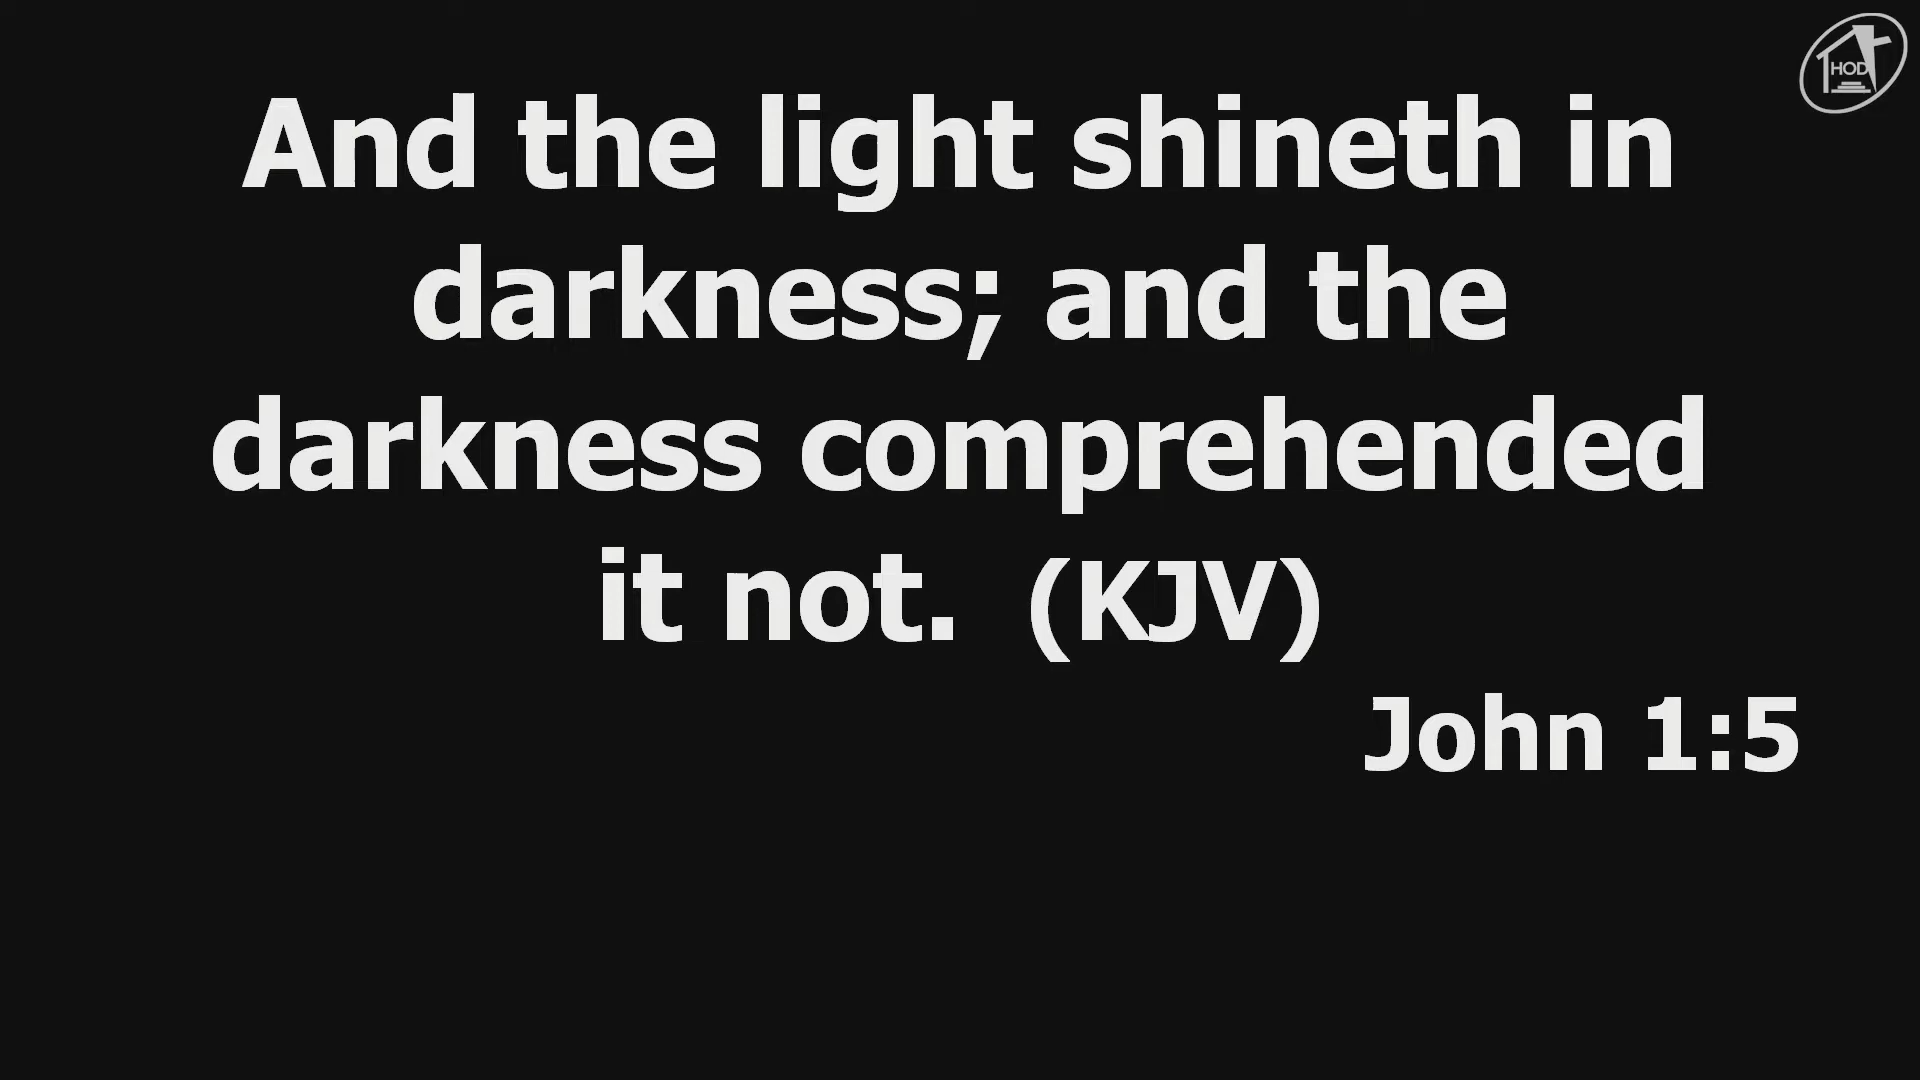 HOD
And the light shineth in
darkness; and the
darkness comprehended
it not.  (KJV)
John 1:5